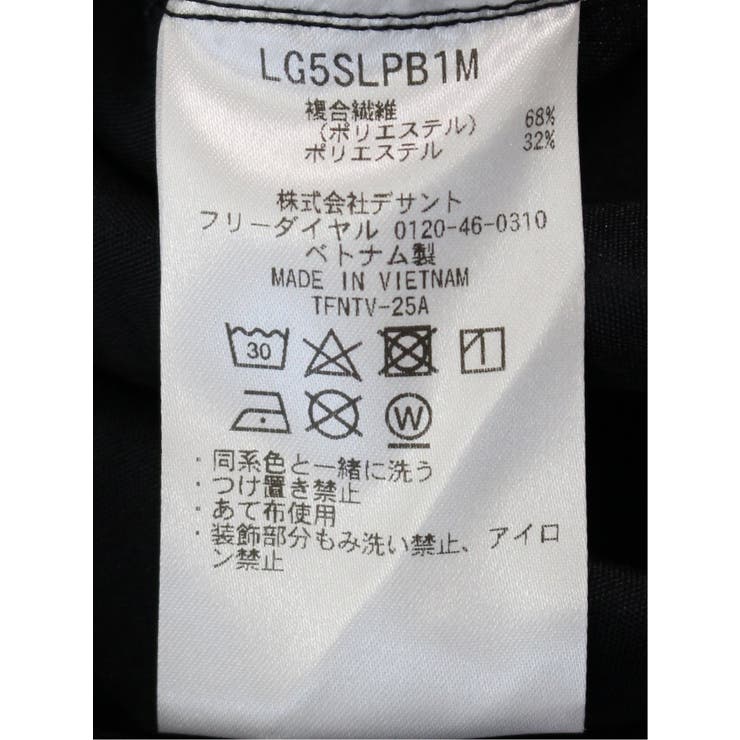 LG5SLPB1M
複合繊維
(ポリエステル) 68%
ポリエステル 32%
株式会社デサント
フリーダイヤル 0120-46-0310
ベトナム製
MADE IN VIETNAM
TFNTV-25A
30
W
・同系色と一緒に洗う
・つけ置き禁止
・あて布使用
・装飾部分もみ洗い禁止、アイロ
ン禁止